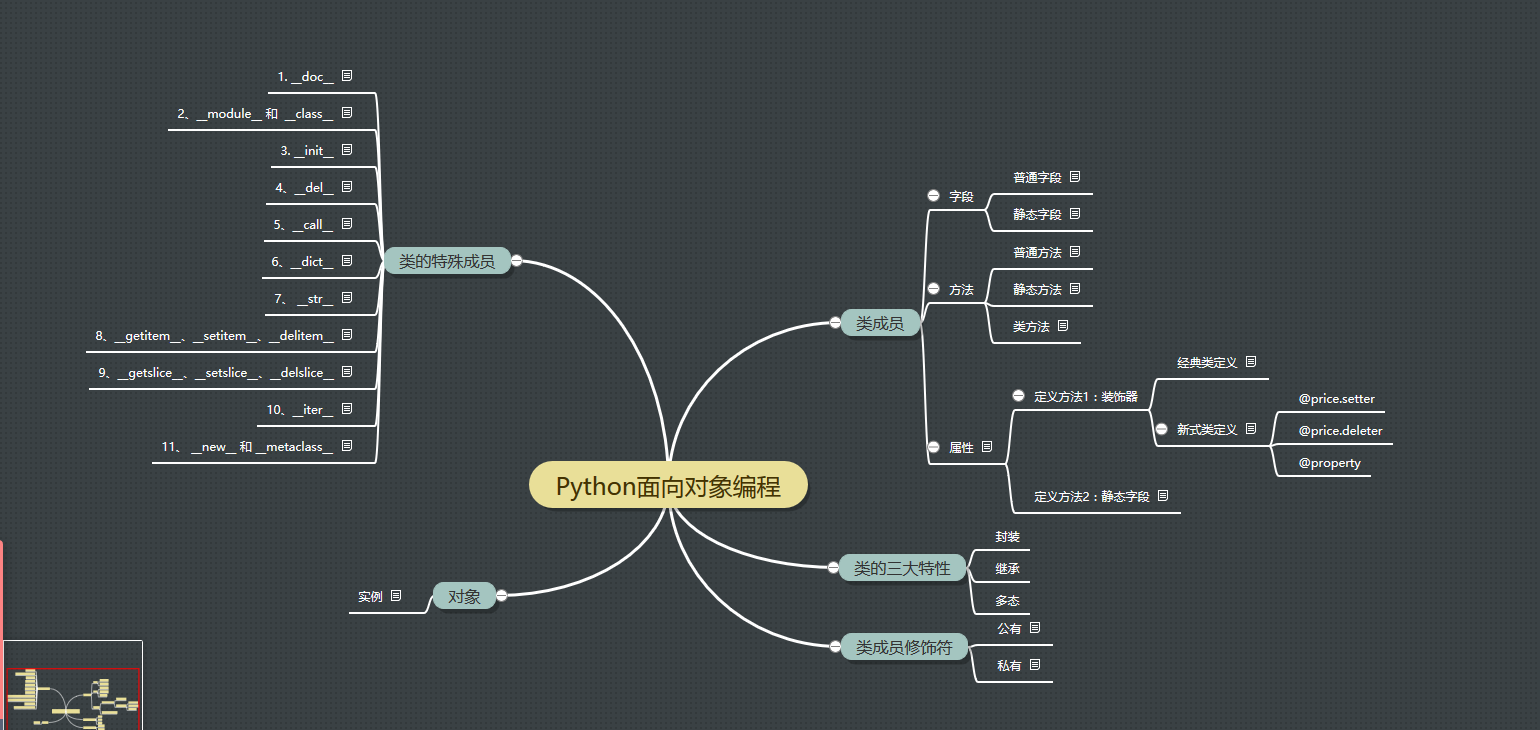 Python面向对象编程
类的特殊成员
1. __doc__
2、__module__ 和 __class__
3. __init__
4、__del__
5、__call__
6、__dict__
7、 __str__
8、__getitem__、__setitem__、__delitem__
9、__getslice__、__setslice__、__delslice__
10、__iter__
11、 __new__ 和 __metaclass__
对象
实例
类成员
字段
普通字段
静态字段
方法
普通方法
静态方法
类方法
属性
定义方法1：装饰器
经典类定义
新式类定义
@price.setter
@price.deleter
@property
定义方法2：静态字段
类的三大特性
封装
继承
多态
类成员修饰符
公有
私有